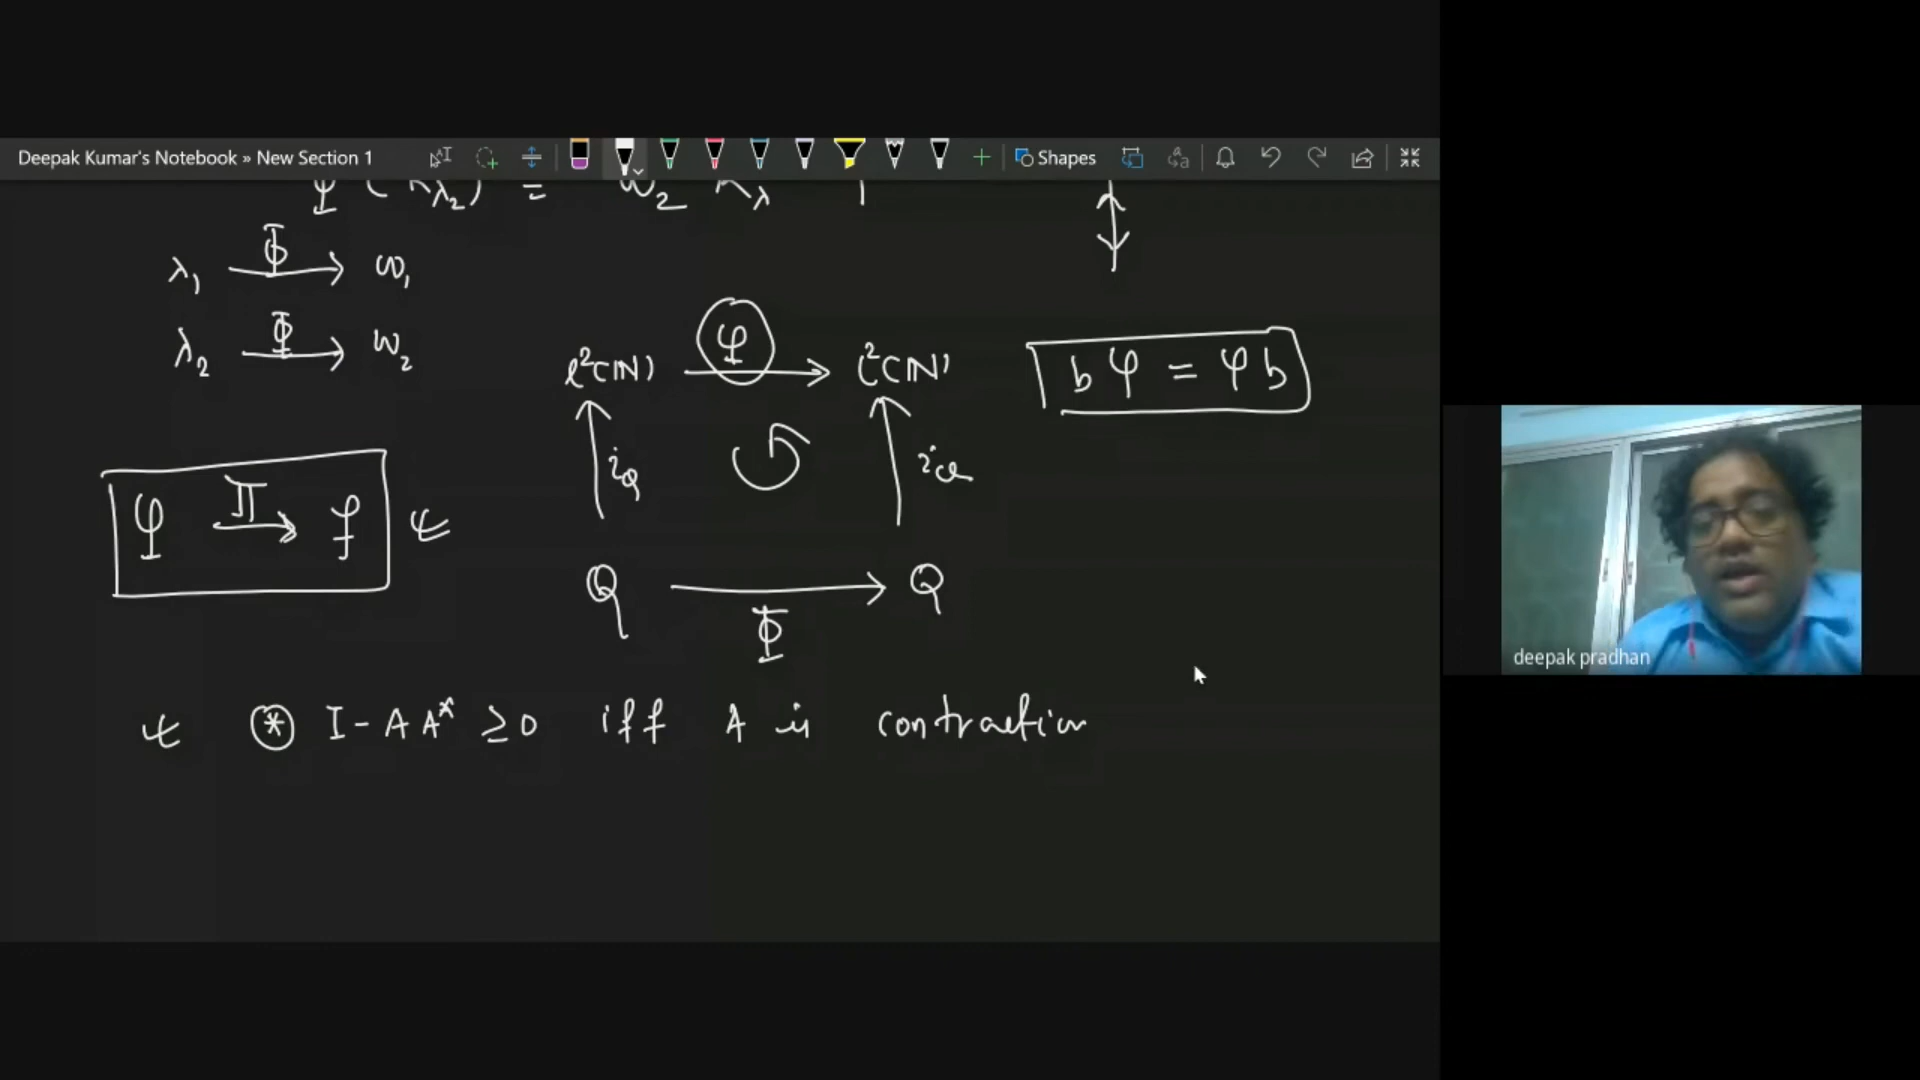 Deepak Kumar's Notebook » New Section 1
Shapes
λ₁ —Φ→ ω₁
λ₂ —Φ→ ω₂
ℓ²(ℕ) —φ→ ℓ²(ℕ)
bφ = φb
i_Q i_Q
φ —π→ f
Q —Φ→ Q
⊛ I - AA* ≥ 0 iff A is contraction
deepak pradhan